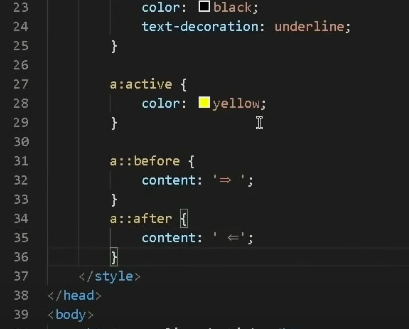 23 color: black;
24 text-decoration: underline;
25 }
26
27 a:active {
28 color: yellow;
29 }
30
31 a::before {
32 content: '⇒ ';
33 }
34 a::after {
35 content: ' ⇐';
36 }
37 </style>
38 </head>
39 <body>